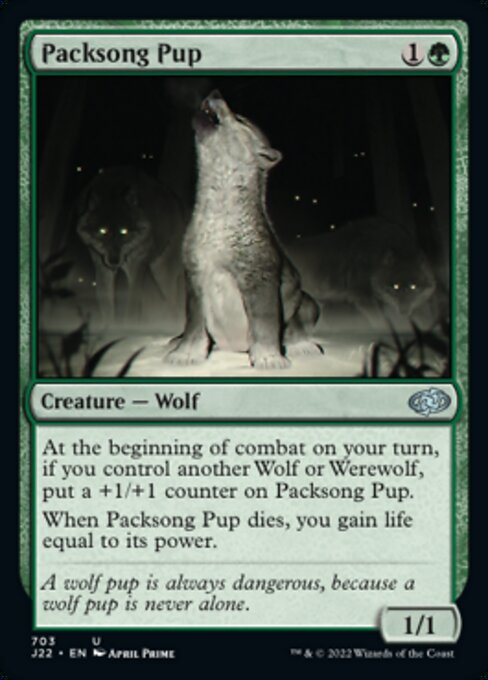 Packsong Pup 1
Creature — Wolf
At the beginning of combat on your turn,
if you control another Wolf or Werewolf,
put a +1/+1 counter on Packsong Pup.
When Packsong Pup dies, you gain life
equal to its power.
A wolf pup is always dangerous, because a
wolf pup is never alone.
1/1
703 U
J22 • EN April Prime
™ & © 2022 Wizards of the Coast